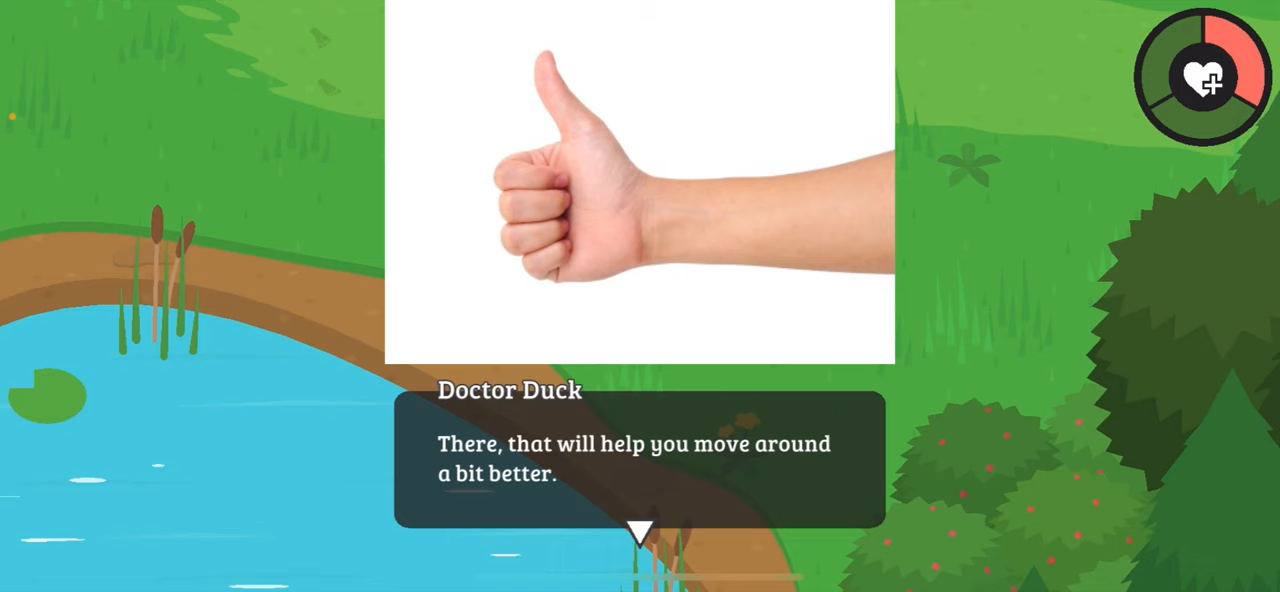 Doctor Duck
There, that will help you move around
a bit better.